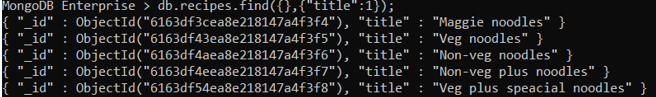 MongoDB Enterprise > db.recipes.find({},{"title":1});
{ "_id" : ObjectId("6163df3cea8e218147a4f3f4"), "title" : "Maggie noodles" }
{ "_id" : ObjectId("6163df43aea8e218147a4f3f5"), "title" : "Veg noodles" }
{ "_id" : ObjectId("6163df4aea8e218147a4f3f6"), "title" : "Non-veg noodles" }
{ "_id" : ObjectId("6163df4eea8e218147a4f3f7"), "title" : "Non-veg plus noodles" }
{ "_id" : ObjectId("6163df54ea8e218147a4f3f8"), "title" : "Veg plus speacial noodles" }